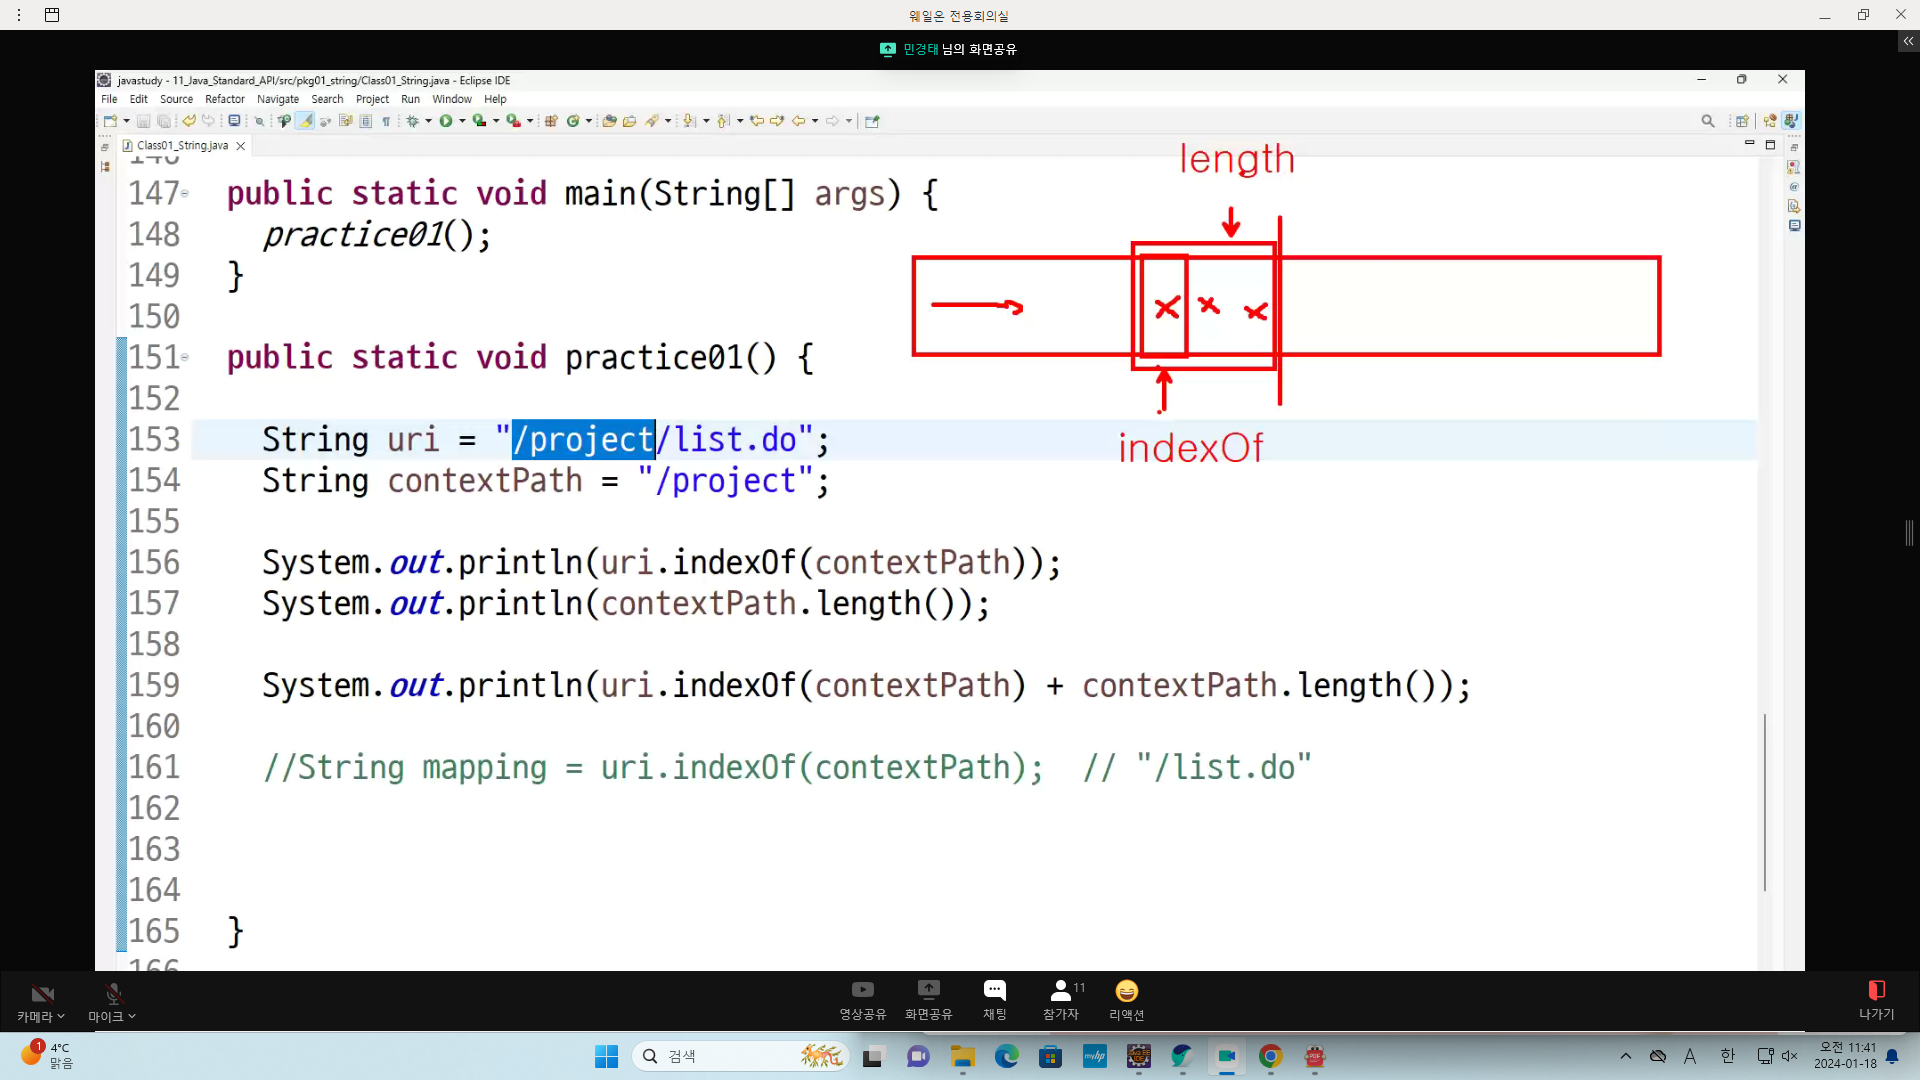 웨일온 전용회의실
민경태 님의 화면공유
javastudy - 11_Java_Standard_API/src/pkg01_string/Class01_String.java - Eclipse IDE
File Edit Source Refactor Navigate Search Project Run Window Help
Class01_String.java
length
146
147 public static void main(String[] args) {
148 practice01();
149 }
150
151 public static void practice01() {
152
153 String uri = "/project/list.do";
indexOf
154 String contextPath = "/project";
155
156 System.out.println(uri.indexOf(contextPath));
157 System.out.println(contextPath.length());
158
159 System.out.println(uri.indexOf(contextPath) + contextPath.length());
160
161 //String mapping = uri.indexOf(contextPath);  // "/list.do"
162
163
164
165 }
166
카메라 마이크 영상공유 화면공유 채팅 참가자 11 리액션 나가기
1 4°C
맑음
검색
A 한
오전 11:41
2024-01-18